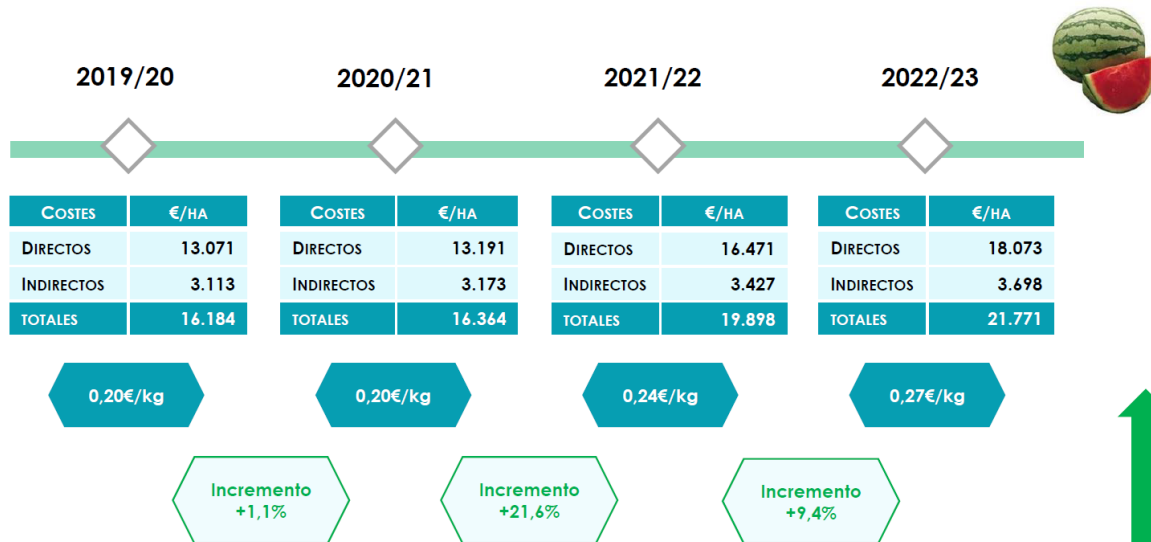 2019/20
2020/21
2021/22
2022/23
COSTES €/HA
DIRECTOS 13.071
INDIRECTOS 3.113
TOTALES 16.184
COSTES €/HA
DIRECTOS 13.191
INDIRECTOS 3.173
TOTALES 16.364
COSTES €/HA
DIRECTOS 16.471
INDIRECTOS 3.427
TOTALES 19.898
COSTES €/HA
DIRECTOS 18.073
INDIRECTOS 3.698
TOTALES 21.771
0,20€/kg
0,20€/kg
0,24€/kg
0,27€/kg
Incremento
+1,1%
Incremento
+21,6%
Incremento
+9,4%